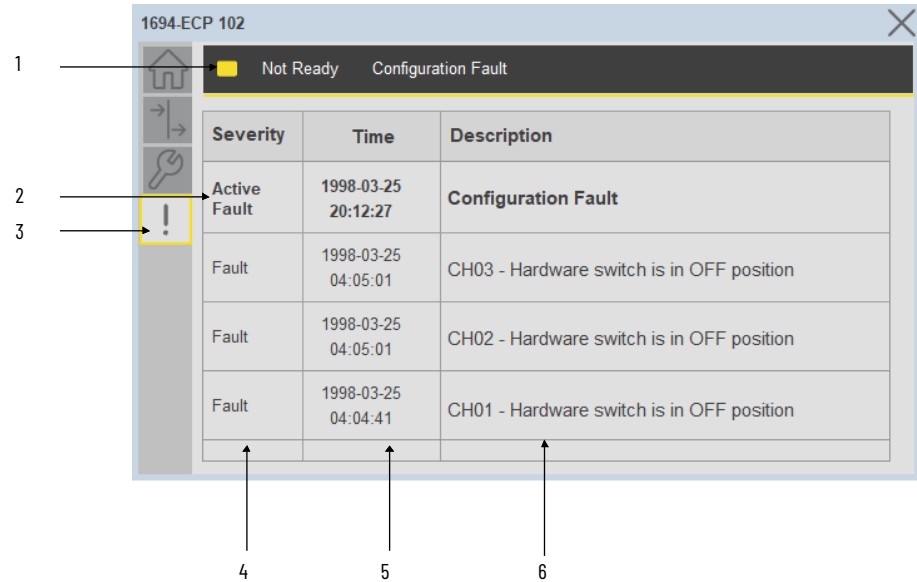 1694-ECP 102
1 Not Ready Configuration Fault
Severity Time Description
2 Active Fault 1998-03-25 20:12:27 Configuration Fault
3 !
Fault 1998-03-25 04:05:01 CH03 - Hardware switch is in OFF position
Fault 1998-03-25 04:05:01 CH02 - Hardware switch is in OFF position
Fault 1998-03-25 04:04:41 CH01 - Hardware switch is in OFF position
4 5 6